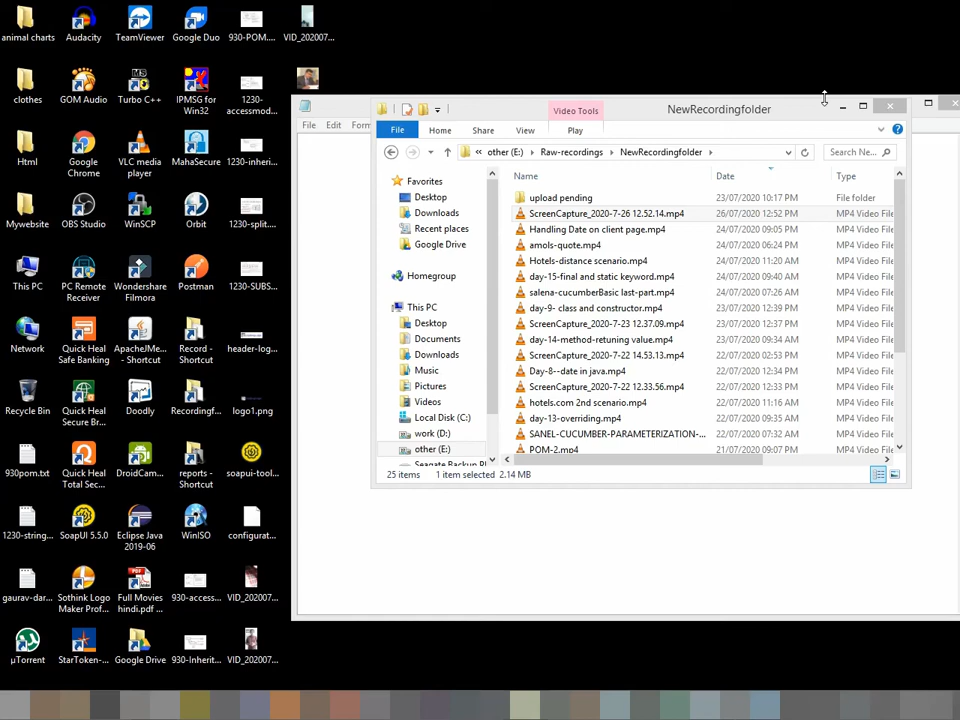 animal charts
Audacity
TeamViewer
Google Duo
930-POM....
VID_202007...
clothes
GOM Audio
Turbo C++
IPMSG for
Win32
1230-
accessmod...
Html
Google
Chrome
VLC media
player
MahaSecure
1230-inheri...
Mywebsite
OBS Studio
WinSCP
Orbit
1230-split....
This PC
PC Remote
Receiver
Wondershare
Filmora
Postman
1230-SUBS...
Network
Quick Heal
Safe Banking
ApacheJMe...
- Shortcut
Record -
Shortcut
header-log...
Recycle Bin
Quick Heal
Secure Br...
Doodly
Recordingf...
logo1.png
930pom.txt
Quick Heal
Total Sec...
DroidCam...
reports -
Shortcut
soapui-tool...
1230-string...
SoapUI 5.5.0
Eclipse Java
2019-06
WinISO
configurat...
gaurav-dar...
Sothink Logo
Maker Prof...
Full Movies
hindi.pdf ...
930-access...
VID_202007...
µTorrent
StarToken-...
Google Drive
930-Inherit...
VID_202007...
File Edit Form
Video Tools
NewRecordingfolder
File Home Share View Play
« other (E:) Raw-recordings NewRecordingfolder
Search Ne...
Favorites
Desktop
Downloads
Recent places
Google Drive
Homegroup
This PC
Desktop
Documents
Downloads
Music
Pictures
Videos
Local Disk (C:)
work (D:)
other (E:)
Name Date Type
upload pending 23/07/2020 10:17 PM File folder
ScreenCapture_2020-7-26 12.52.14.mp4 26/07/2020 12:52 PM MP4 Video File
Handling Date on client page.mp4 24/07/2020 09:05 PM MP4 Video File
amols-quote.mp4 24/07/2020 06:24 PM MP4 Video File
Hotels-distance scenario.mp4 24/07/2020 11:20 AM MP4 Video File
day-15-final and static keyword.mp4 24/07/2020 09:40 AM MP4 Video File
salena-cucumberBasic last-part.mp4 24/07/2020 07:26 AM MP4 Video File
day-9- class and constructor.mp4 23/07/2020 12:39 PM MP4 Video File
ScreenCapture_2020-7-23 12.37.09.mp4 23/07/2020 12:37 PM MP4 Video File
day-14-method-retuning value.mp4 23/07/2020 09:34 AM MP4 Video File
ScreenCapture_2020-7-22 14.53.13.mp4 22/07/2020 02:53 PM MP4 Video File
Day-8--date in java.mp4 22/07/2020 12:34 PM MP4 Video File
ScreenCapture_2020-7-22 12.33.56.mp4 22/07/2020 12:33 PM MP4 Video File
hotels.com 2nd scenario.mp4 22/07/2020 11:16 AM MP4 Video File
day-13-overriding.mp4 22/07/2020 09:35 AM MP4 Video File
SANEL-CUCUMBER-PARAMETERIZATION-... 22/07/2020 07:32 AM MP4 Video File
POM-2.mp4 21/07/2020 09:07 PM MP4 Video File
25 items 1 item selected 2.14 MB